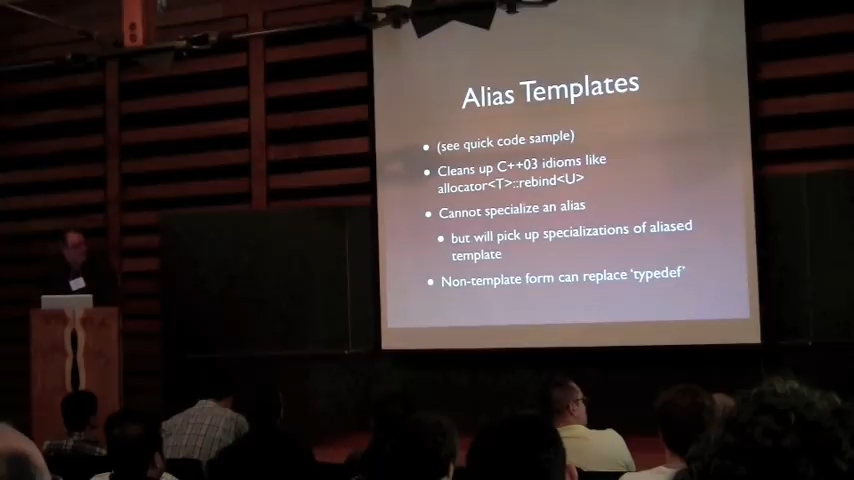 Alias Templates
• (see quick code sample)
• Cleans up C++03 idioms like
allocator<T>::rebind<U>
• Cannot specialize an alias
• but will pick up specializations of aliased
template
• Non-template form can replace 'typedef'